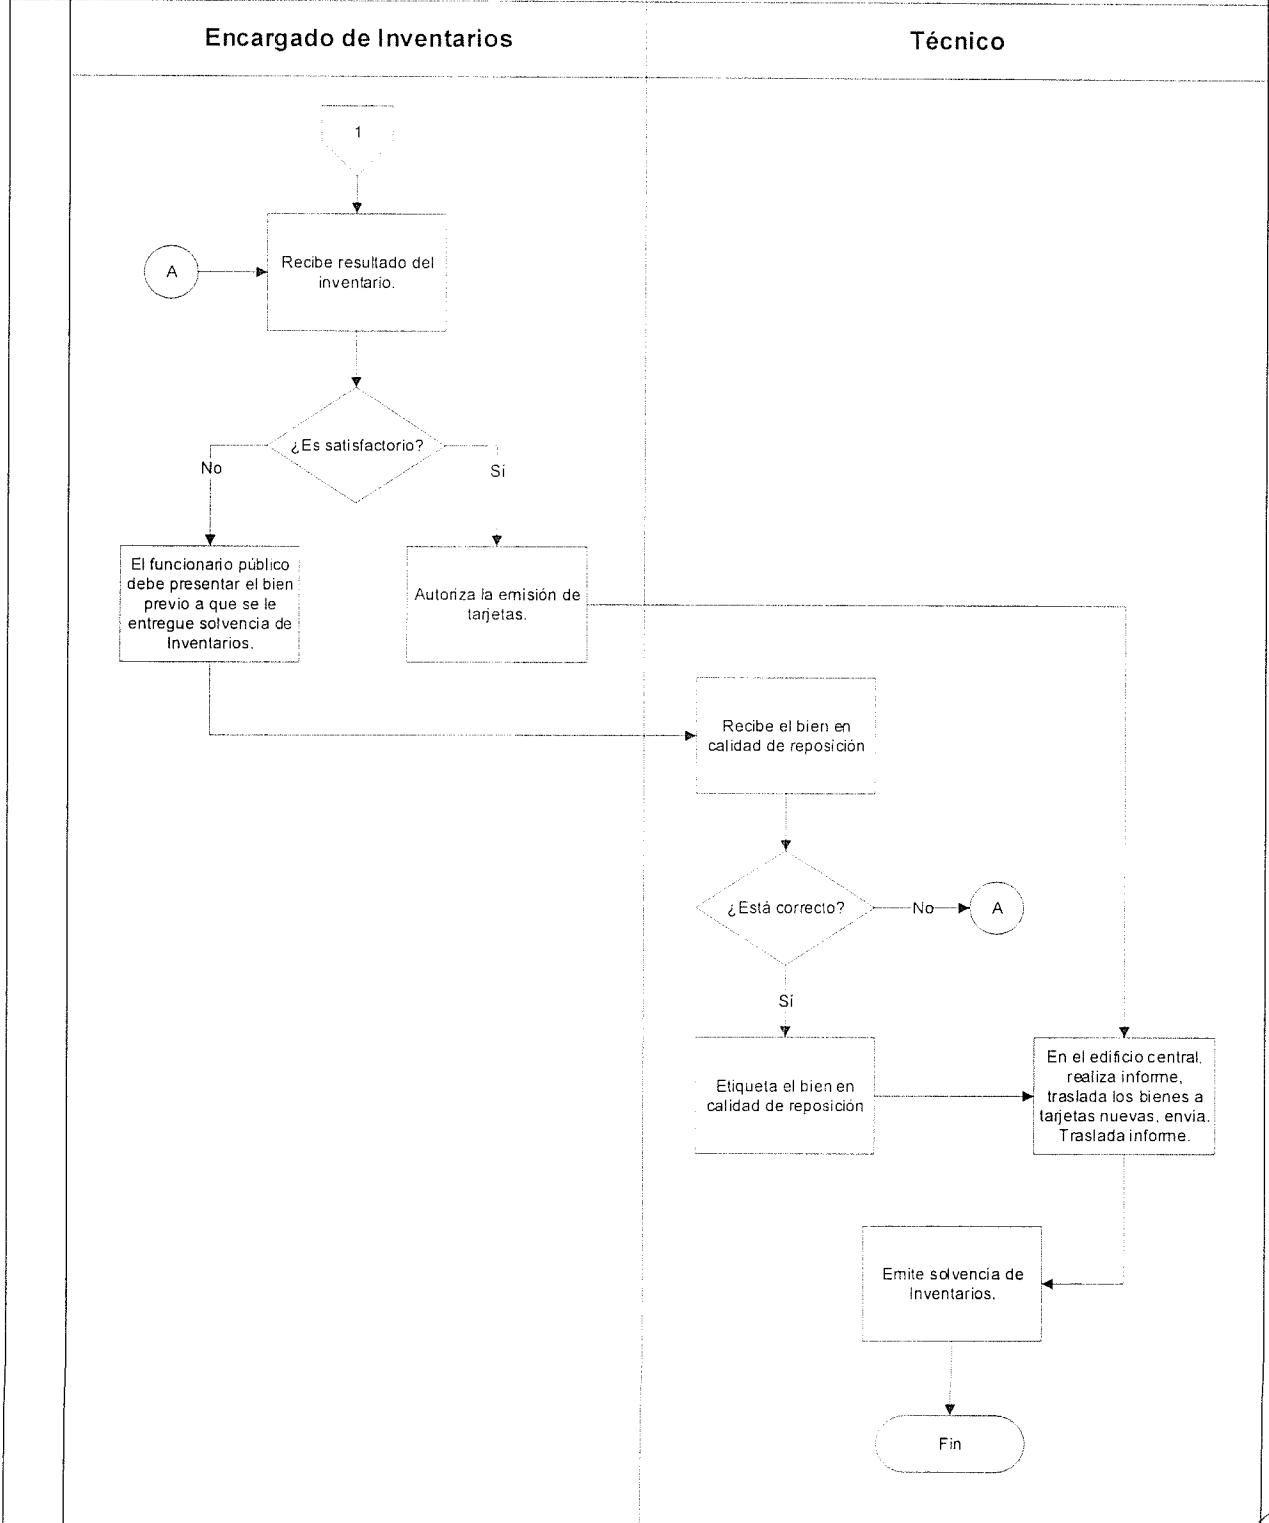 Encargado de Inventarios
Técnico
1
A
Recibe resultado del
inventario.
¿Es satisfactorio?
No
Sí
El funcionario público
debe presentar el bien
previo a que se le
entregue solvencia de
Inventarios.
Autoriza la emisión de
tarjetas.
Recibe el bien en
calidad de reposición
¿Está correcto?
No
A
Sí
Etiqueta el bien en
calidad de reposición
En el edificio central,
realiza informe,
traslada los bienes a
tarjetas nuevas, envia.
Traslada informe.
Emite solvencia de
Inventarios.
Fin